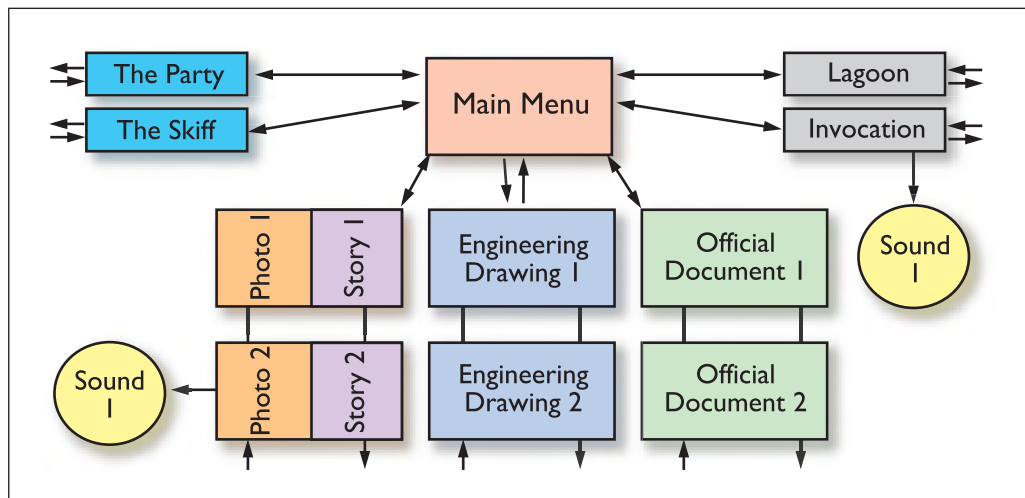 The Party
The Skiff
Main Menu
Lagoon
Invocation
Photo 1
Story 1
Engineering
Drawing 1
Official
Document 1
Sound
1
Sound
1
Photo 2
Story 2
Engineering
Drawing 2
Official
Document 2